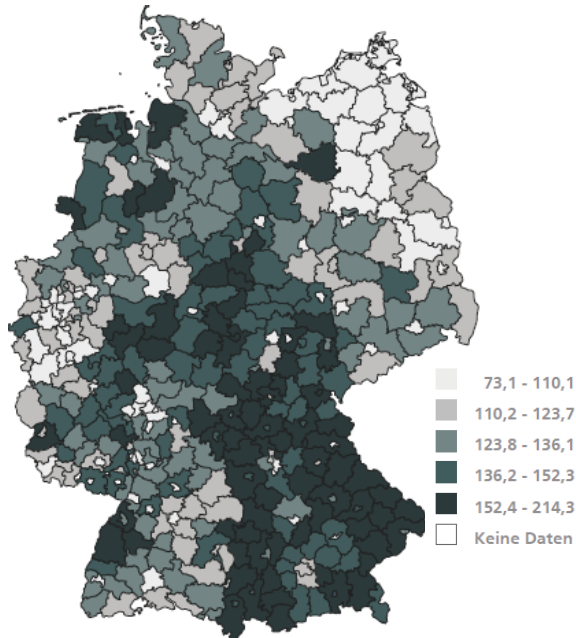 73,1 - 110,1
110,2 - 123,7
123,8 - 136,1
136,2 - 152,3
152,4 - 214,3
Keine Daten